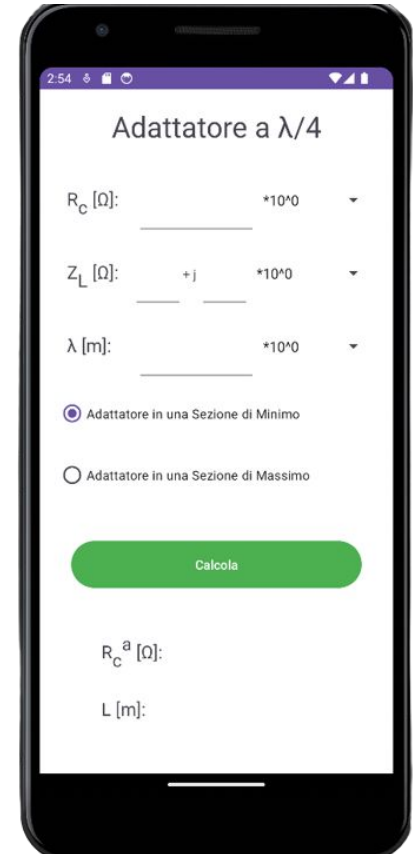 2:54
Adattatore a λ/4
R_C [Ω]: *10^0
Z_L [Ω]: + j *10^0
λ [m]: *10^0
Adattatore in una Sezione di Minimo
Adattatore in una Sezione di Massimo
Calcola
R_c^a [Ω]:
L [m]: